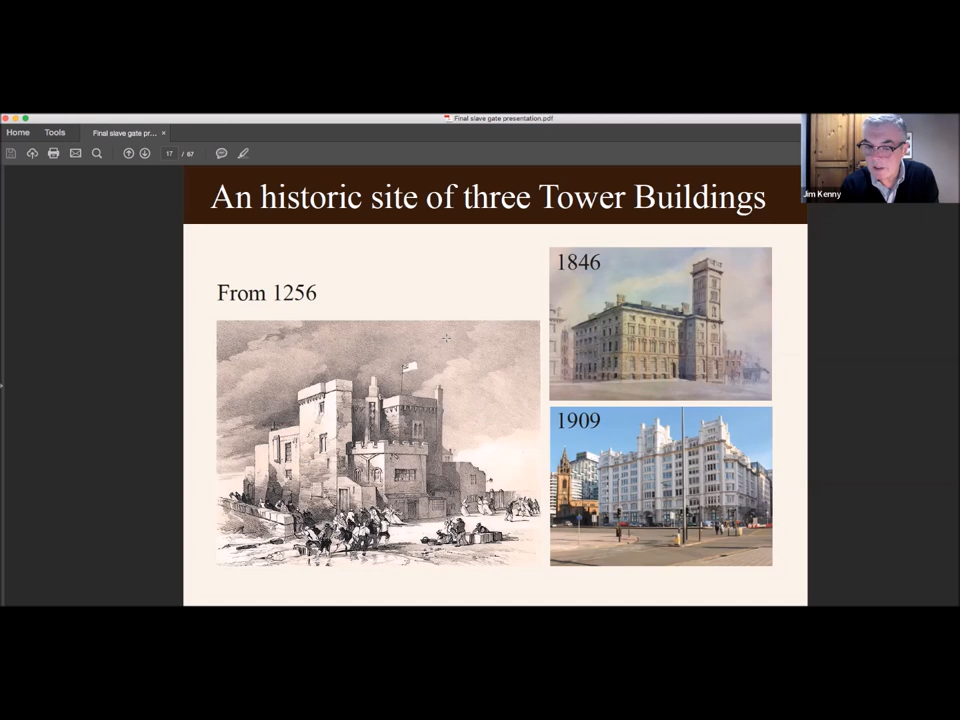 Final slave gate presentation.pdf
Home Tools Final slave gate pr... ×
17 / 67
An historic site of three Tower Buildings
Jim Kenny
From 1256
1846
1909